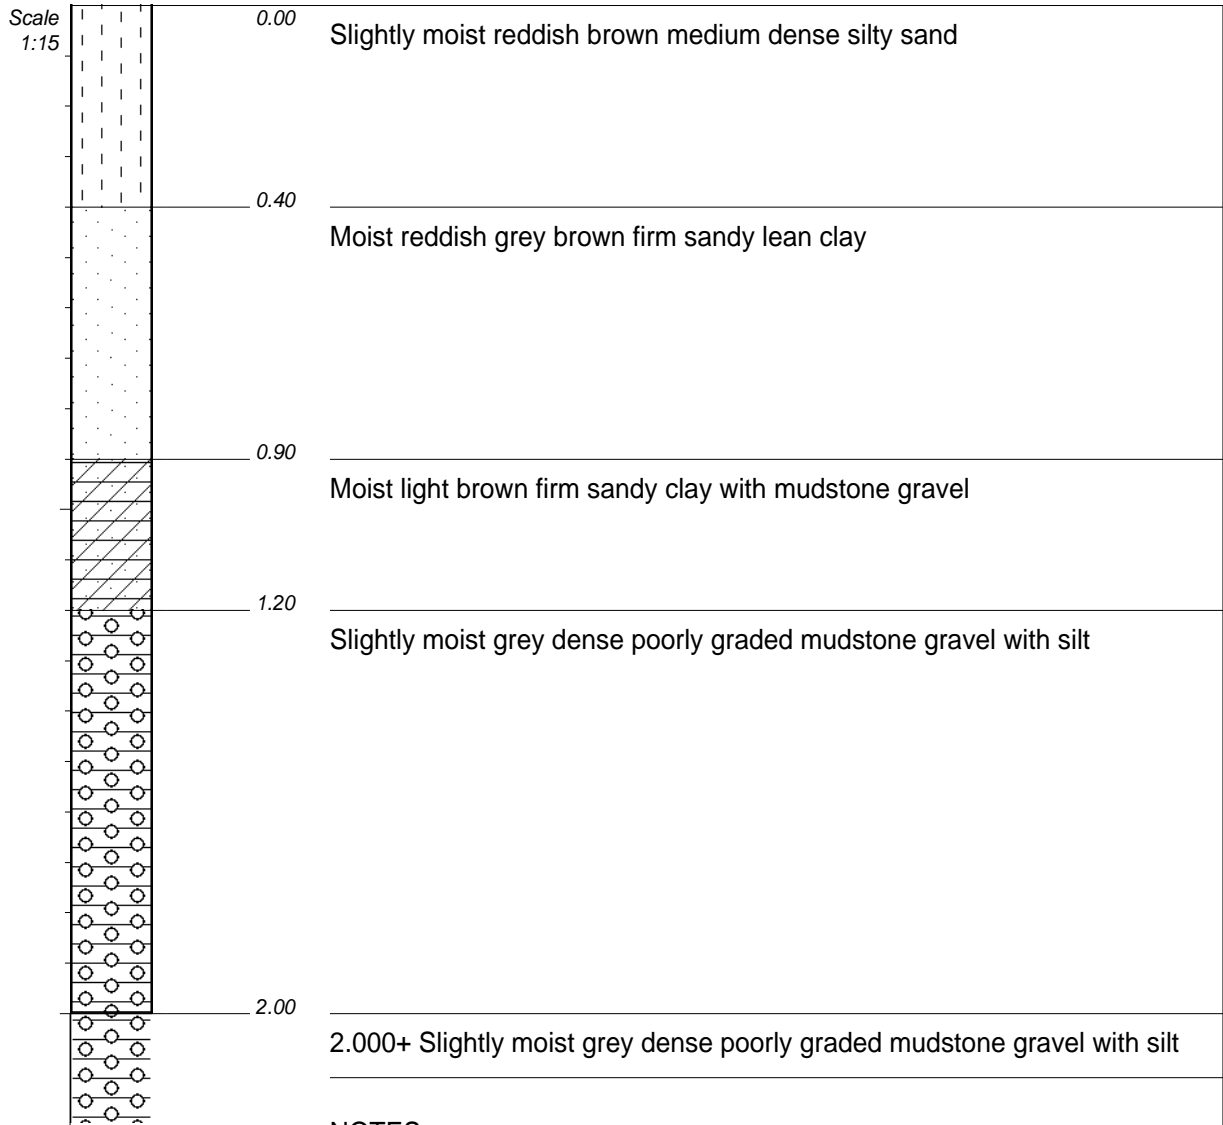 Scale
1:15
0.00
Slightly moist reddish brown medium dense silty sand
0.40
Moist reddish grey brown firm sandy lean clay
0.90
Moist light brown firm sandy clay with mudstone gravel
1.20
Slightly moist grey dense poorly graded mudstone gravel with silt
2.00
2.000+ Slightly moist grey dense poorly graded mudstone gravel with silt
NOTES